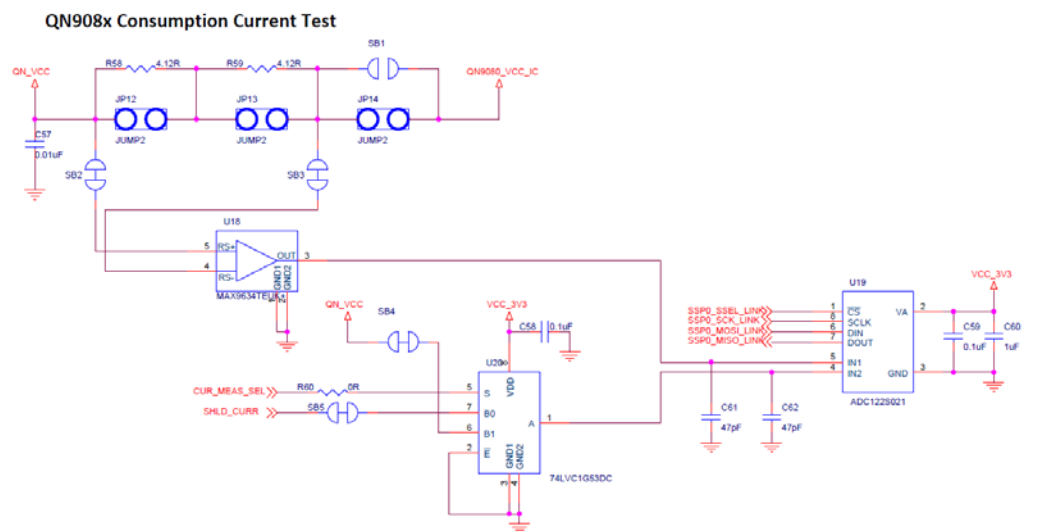 QN908x Consumption Current Test
SB1
R58 4.12R R59 4.12R
QN_VCC QN9080_VCC_IC
JP12 JP13 JP14
C57 JUMP2 JUMP2 JUMP2
0.01uF
SB2 SB3
U18
5 RS+
OUT 3
4 RS-
GND1
GND2
1 2
MAX9634TEUK+
U19
VCC_3V3
SSP0_SSEL_LINK 1 CS VA 2
SSP0_SCK_LINK 8 SCLK
SSP0_MOSI_LINK 6 DIN
SSP0_MISO_LINK 7 DOUT
C59 C60
0.1uF 1uF
5 IN1
4 IN2 GND 3
ADC122S021
QN_VCC SB4 VCC_3V3
C58 0.1uF
U20
VDD
CUR_MEAS_SEL R60 0R 5 S
SHLD_CURR SB5 7 B0
6 B1 A 1
2 E
GND1
GND2
3 4
74LVC1G53DC
C61 C62
47pF 47pF